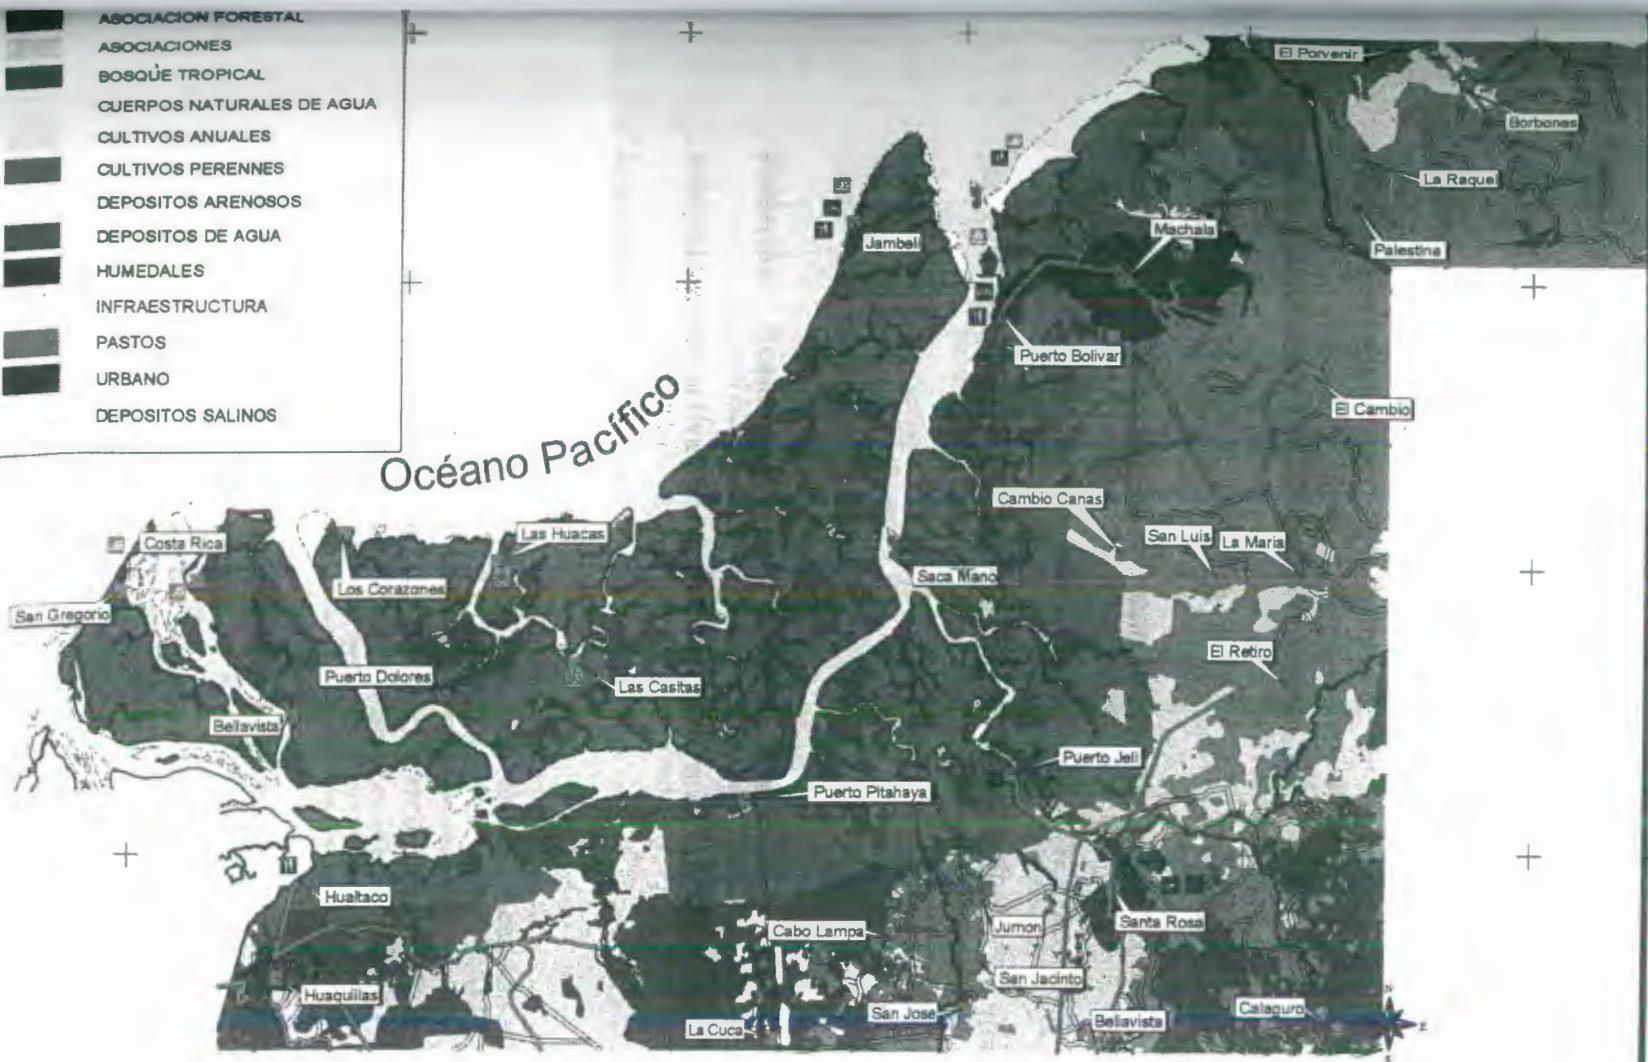 ASOCIACION FORESTAL
ASOCIACIONES
BOSQUE TROPICAL
CUERPOS NATURALES DE AGUA
CULTIVOS ANUALES
CULTIVOS PERENNES
DEPOSITOS ARENOSOS
DEPOSITOS DE AGUA
HUMEDALES
INFRAESTRUCTURA
PASTOS
URBANO
DEPOSITOS SALINOS
Océano Pacífico
El Porvenir
Borbones
La Raquel
Palestina
Machala
Jambeli
Puerto Bolivar
El Cambio
Cambio Canas
San Luis
La Maria
Costa Rica
Las Huacas
Los Corazones
Saca Mano
San Gregorio
El Retiro
Puerto Dolores
Las Casitas
Bellavista
Puerto Jeli
Puerto Pitahaya
Hualtaco
Cabo Lampa
Jumon
Santa Rosa
San Jacinto
Huaquillas
San Jose
La Cuca
Bellavista
Calaguro
N
E
S